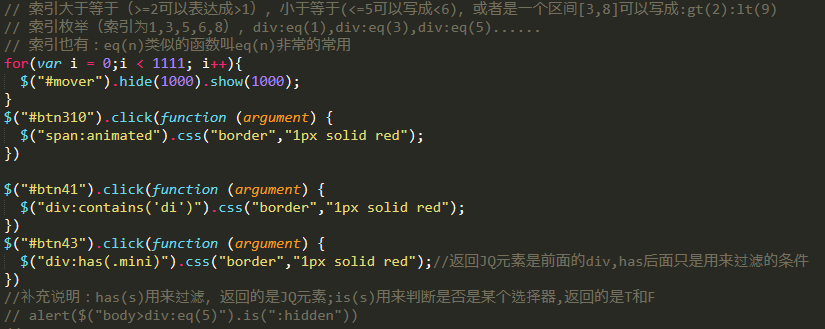 // 索引大于等于（>=2可以表达成>1），小于等于(<=5可以写成<6), 或者是一个区间[3,8]可以写成:gt(2):lt(9)
// 索引枚举（索引为1,3,5,6,8）, div:eq(1),div:eq(3),div:eq(5)......
// 索引也有：eq(n)类似的函数叫eq(n)非常的常用
for(var i = 0;i < 1111; i++){
  $("#mover").hide(1000).show(1000);
}
$("#btn310").click(function (argument) {
  $("span:animated").css("border","1px solid red");
})

$("#btn41").click(function (argument) {
  $("div:contains('di')").css("border","1px solid red");
})
$("#btn43").click(function (argument) {
  $("div:has(.mini)").css("border","1px solid red");//返回JQ元素是前面的div,has后面只是用来过滤的条件
})
//补充说明：has(s)用来过滤, 返回的是JQ元素;is(s)用来判断是否是某个选择器,返回的是T和F
// alert($("body>div:eq(5)").is(":hidden"))